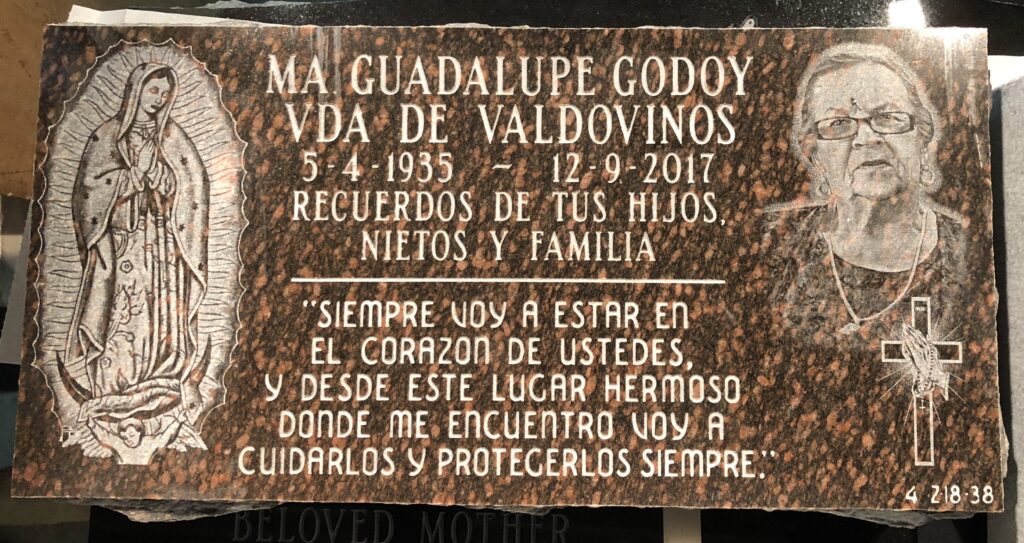 MA. GUADALUPE GODOY
VDA DE VALDOVINOS
5-4-1935 ~ 12-9-2017
RECUERDOS DE TUS HIJOS,
NIETOS Y FAMILIA
"SIEMPRE VOY A ESTAR EN
EL CORAZON DE USTEDES,
Y DESDE ESTE LUGAR HERMOSO
DONDE ME ENCUENTRO VOY A
CUIDARLOS Y PROTEGERLOS SIEMPRE."
4 2-18-38
BELOVED MOTHER